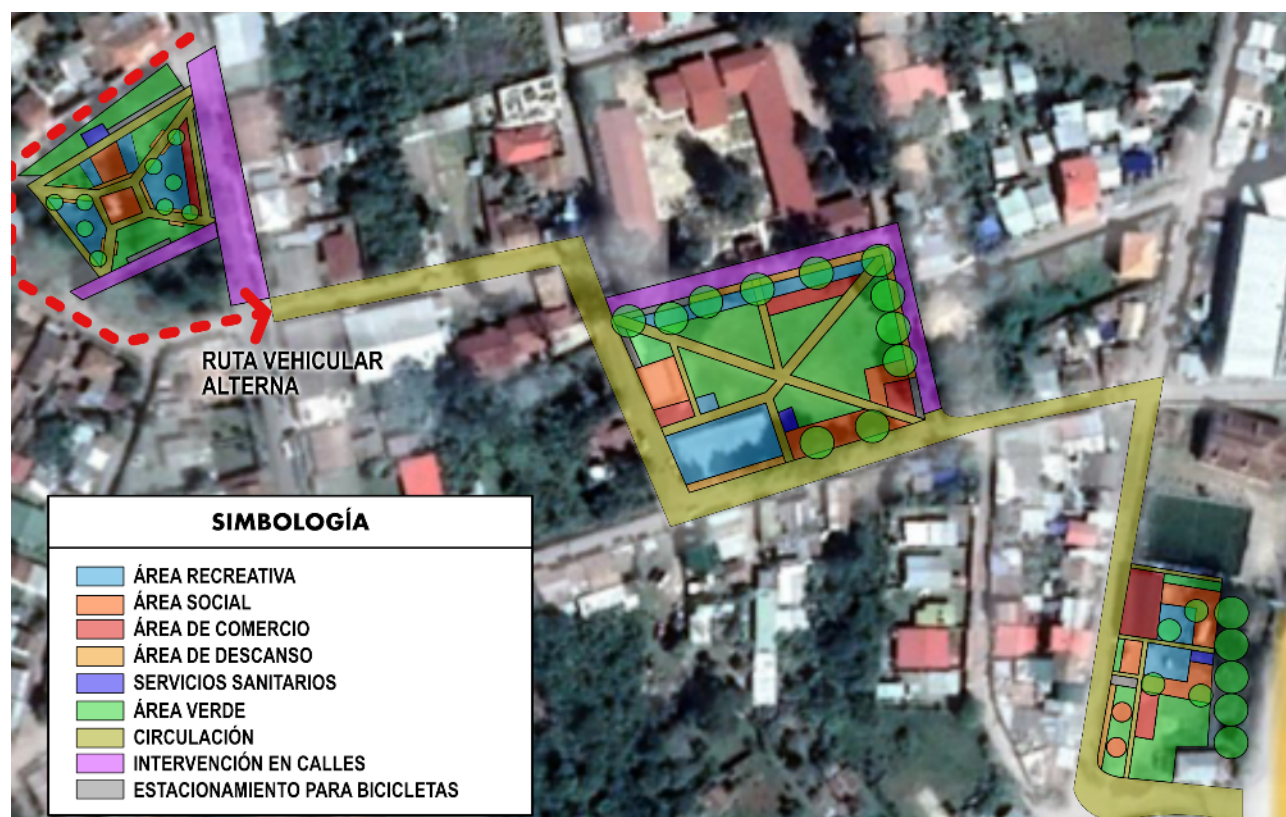 RUTA VEHICULAR
ALTERNA
SIMBOLOGÍA
ÁREA RECREATIVA
ÁREA SOCIAL
ÁREA DE COMERCIO
ÁREA DE DESCANSO
SERVICIOS SANITARIOS
ÁREA VERDE
CIRCULACIÓN
INTERVENCIÓN EN CALLES
ESTACIONAMIENTO PARA BICICLETAS